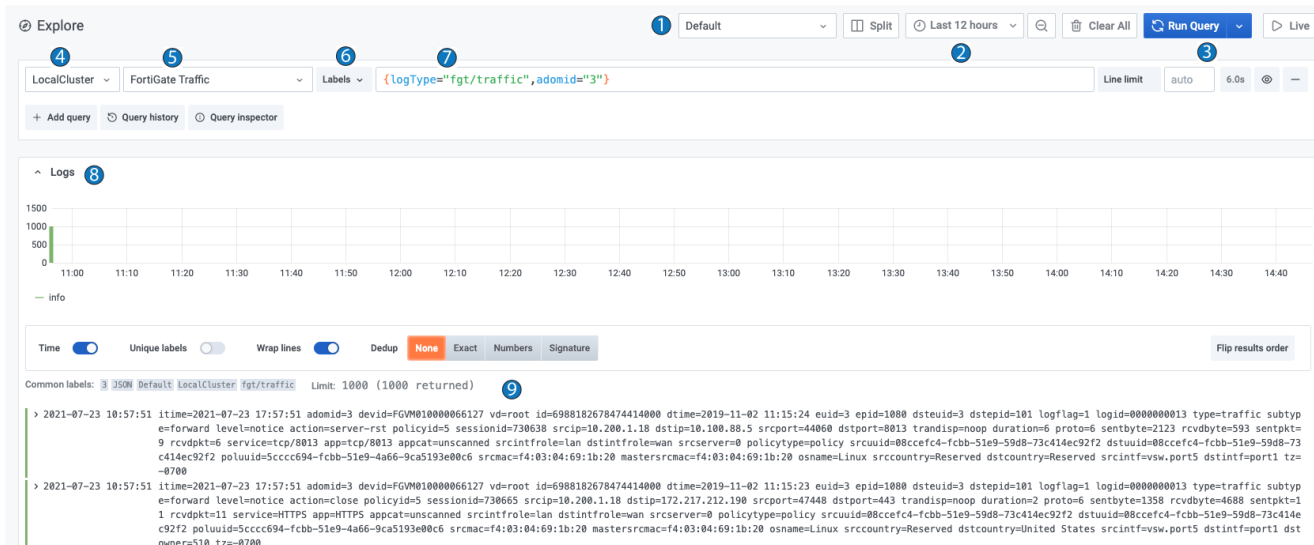 Explore
1 Default Split Last 12 hours Clear All Run Query Live
4 5 6 7 2 3
LocalCluster FortiGate Traffic Labels {logType="fgt/traffic",adomid="3"} Line limit auto 6.0s
+ Add query Query history Query inspector
Logs 8
1500
1000
500
0
11:00 11:10 11:20 11:30 11:40 11:50 12:00 12:10 12:20 12:30 12:40 12:50 13:00 13:10 13:20 13:30 13:40 13:50 14:00 14:10 14:20 14:30 14:40
info
Time Unique labels Wrap lines Dedup None Exact Numbers Signature Flip results order
Common labels: 3 JSON Default LocalCluster fgt/traffic Limit: 1000 (1000 returned) 9
> 2021-07-23 10:57:51 itime=2021-07-23 17:57:51 adomid=3 devid=FGVM010000066127 vd=root id=6988182678474414000 dtime=2019-11-02 11:15:24 euid=3 epid=1080 dsteuid=3 dstepid=101 logflag=1 logid=0000000013 type=traffic subtyp
e=forward level=notice action=server-rst policyid=5 sessionid=730638 srcip=10.200.1.18 dstip=10.100.88.5 srcport=44060 dstport=8013 trandisp=noop duration=6 proto=6 sentbyte=2123 rcvdbyte=593 sentpkt=
9 rcvdpkt=6 service=tcp/8013 app=tcp/8013 appcat=unscanned srcintfrole=lan dstintfrole=wan srcserver=0 policytype=policy srcuuid=08ccefc4-fcbb-51e9-59d8-73c414ec92f2 dstuuid=08ccefc4-fcbb-51e9-59d8-73
c414ec92f2 poluuid=5cccc694-fcbb-51e9-4a66-9ca5193e00c6 srcmac=f4:03:04:69:1b:20 mastersrcmac=f4:03:04:69:1b:20 osname=Linux srccountry=Reserved dstcountry=Reserved srcintf=vsw.port5 dstintf=port1 tz=
-0700
> 2021-07-23 10:57:51 itime=2021-07-23 17:57:51 adomid=3 devid=FGVM010000066127 vd=root id=6988182678474414000 dtime=2019-11-02 11:15:23 euid=3 epid=1080 dsteuid=3 dstepid=101 logflag=1 logid=0000000013 type=traffic subtyp
e=forward level=notice action=close policyid=5 sessionid=730665 srcip=10.200.1.18 dstip=172.217.212.190 srcport=47448 dstport=443 trandisp=noop duration=2 proto=6 sentbyte=1358 rcvdbyte=4688 sentpkt=1
1 rcvdpkt=11 service=HTTPS app=HTTPS appcat=unscanned srcintfrole=lan dstintfrole=wan srcserver=0 policytype=policy srcuuid=08ccefc4-fcbb-51e9-59d8-73c414ec92f2 dstuuid=08ccefc4-fcbb-51e9-59d8-73c414e
c92f2 poluuid=5cccc694-fcbb-51e9-4a66-9ca5193e00c6 srcmac=f4:03:04:69:1b:20 mastersrcmac=f4:03:04:69:1b:20 osname=Linux srccountry=Reserved dstcountry=United States srcintf=vsw.port5 dstintf=port1 dst
owner=510 tz=-0700